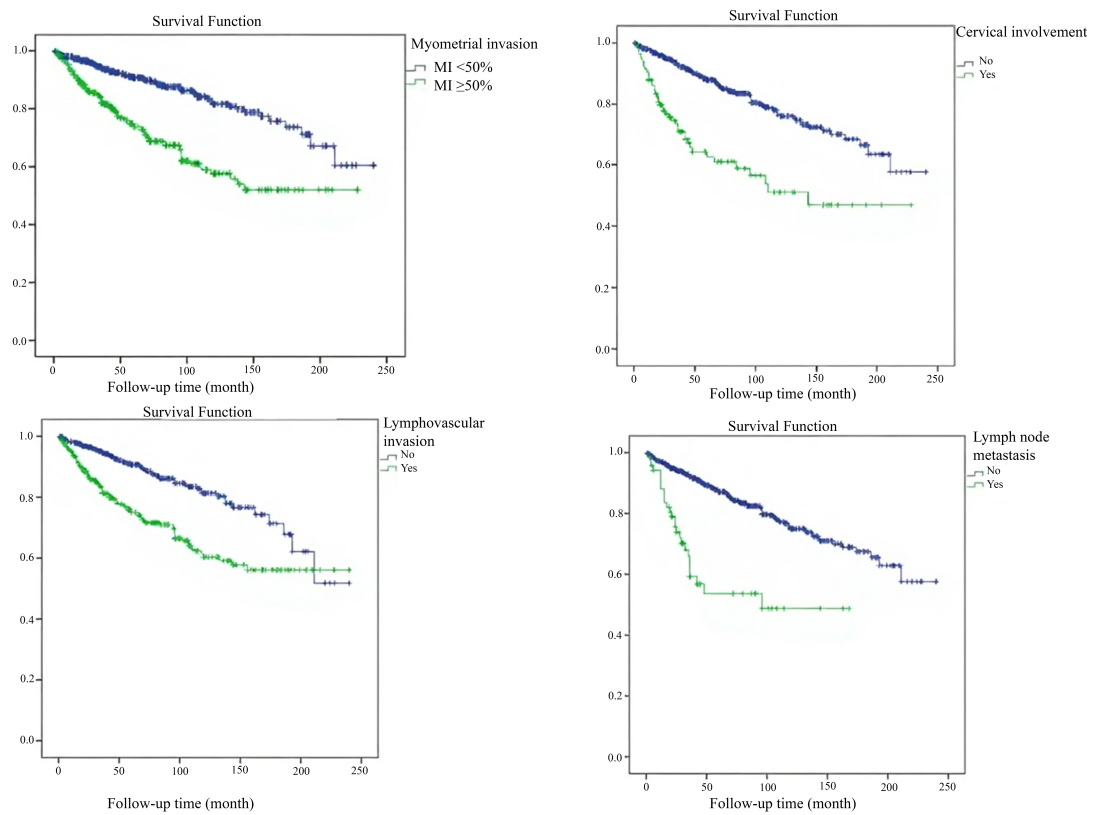 Survival Function
Myometrial invasion
MI <50%
MI ≥50%
1.0
0.8
0.6
0.4
0.2
0.0
0 50 100 150 200 250
Follow-up time (month)
Survival Function
Cervical involvement
No
Yes
1.0
0.8
0.6
0.4
0.2
0.0
0 50 100 150 200 250
Follow-up time (month)
Survival Function
Lymphovascular
invasion
No
Yes
1.0
0.8
0.6
0.4
0.2
0.0
0 50 100 150 200 250
Follow-up time (month)
Survival Function
Lymph node
metastasis
No
Yes
1.0
0.8
0.6
0.4
0.2
0.0
0 50 100 150 200 250
Follow-up time (month)